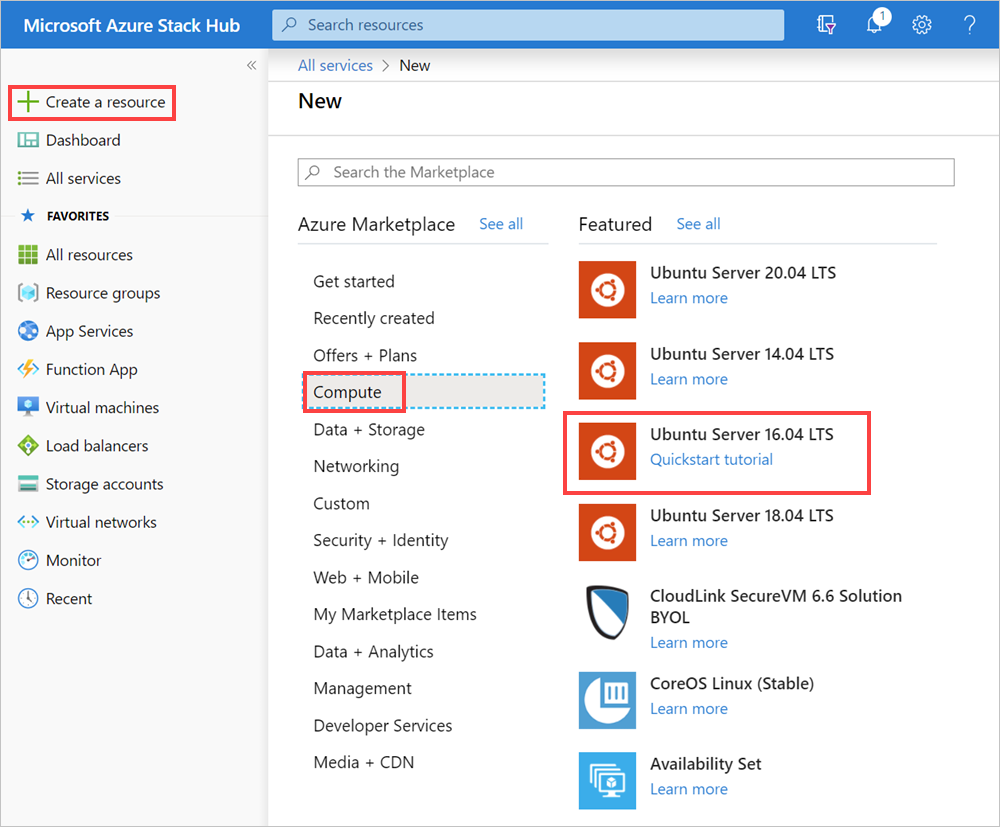 Microsoft Azure Stack Hub
Search resources
1
?
«
Create a resource
Dashboard
All services
FAVORITES
All resources
Resource groups
App Services
Function App
Virtual machines
Load balancers
Storage accounts
Virtual networks
Monitor
Recent
All services > New
New
Search the Marketplace
Azure Marketplace See all
Get started
Recently created
Offers + Plans
Compute
Data + Storage
Networking
Custom
Security + Identity
Web + Mobile
My Marketplace Items
Data + Analytics
Management
Developer Services
Media + CDN
Featured See all
Ubuntu Server 20.04 LTS
Learn more
Ubuntu Server 14.04 LTS
Learn more
Ubuntu Server 16.04 LTS
Quickstart tutorial
Ubuntu Server 18.04 LTS
Learn more
CloudLink SecureVM 6.6 Solution
BYOL
Learn more
CoreOS Linux (Stable)
Learn more
Availability Set
Learn more